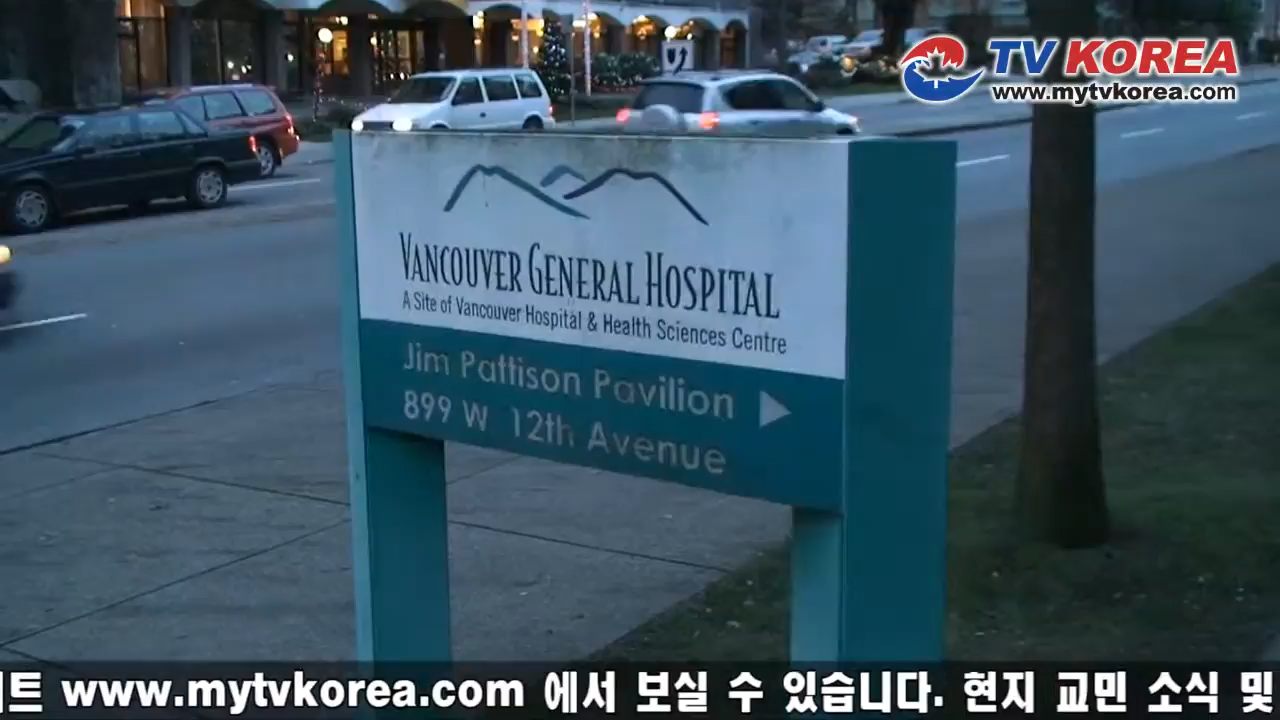 TV KOREA
www.mytvkorea.com
VANCOUVER GENERAL HOSPITAL
A Site of Vancouver Hospital & Health Sciences Centre
Jim Pattison Pavilion
899 W 12th Avenue
www.mytvkorea.com 에서 보실 수 있습니다. 현지 교민 소식 및